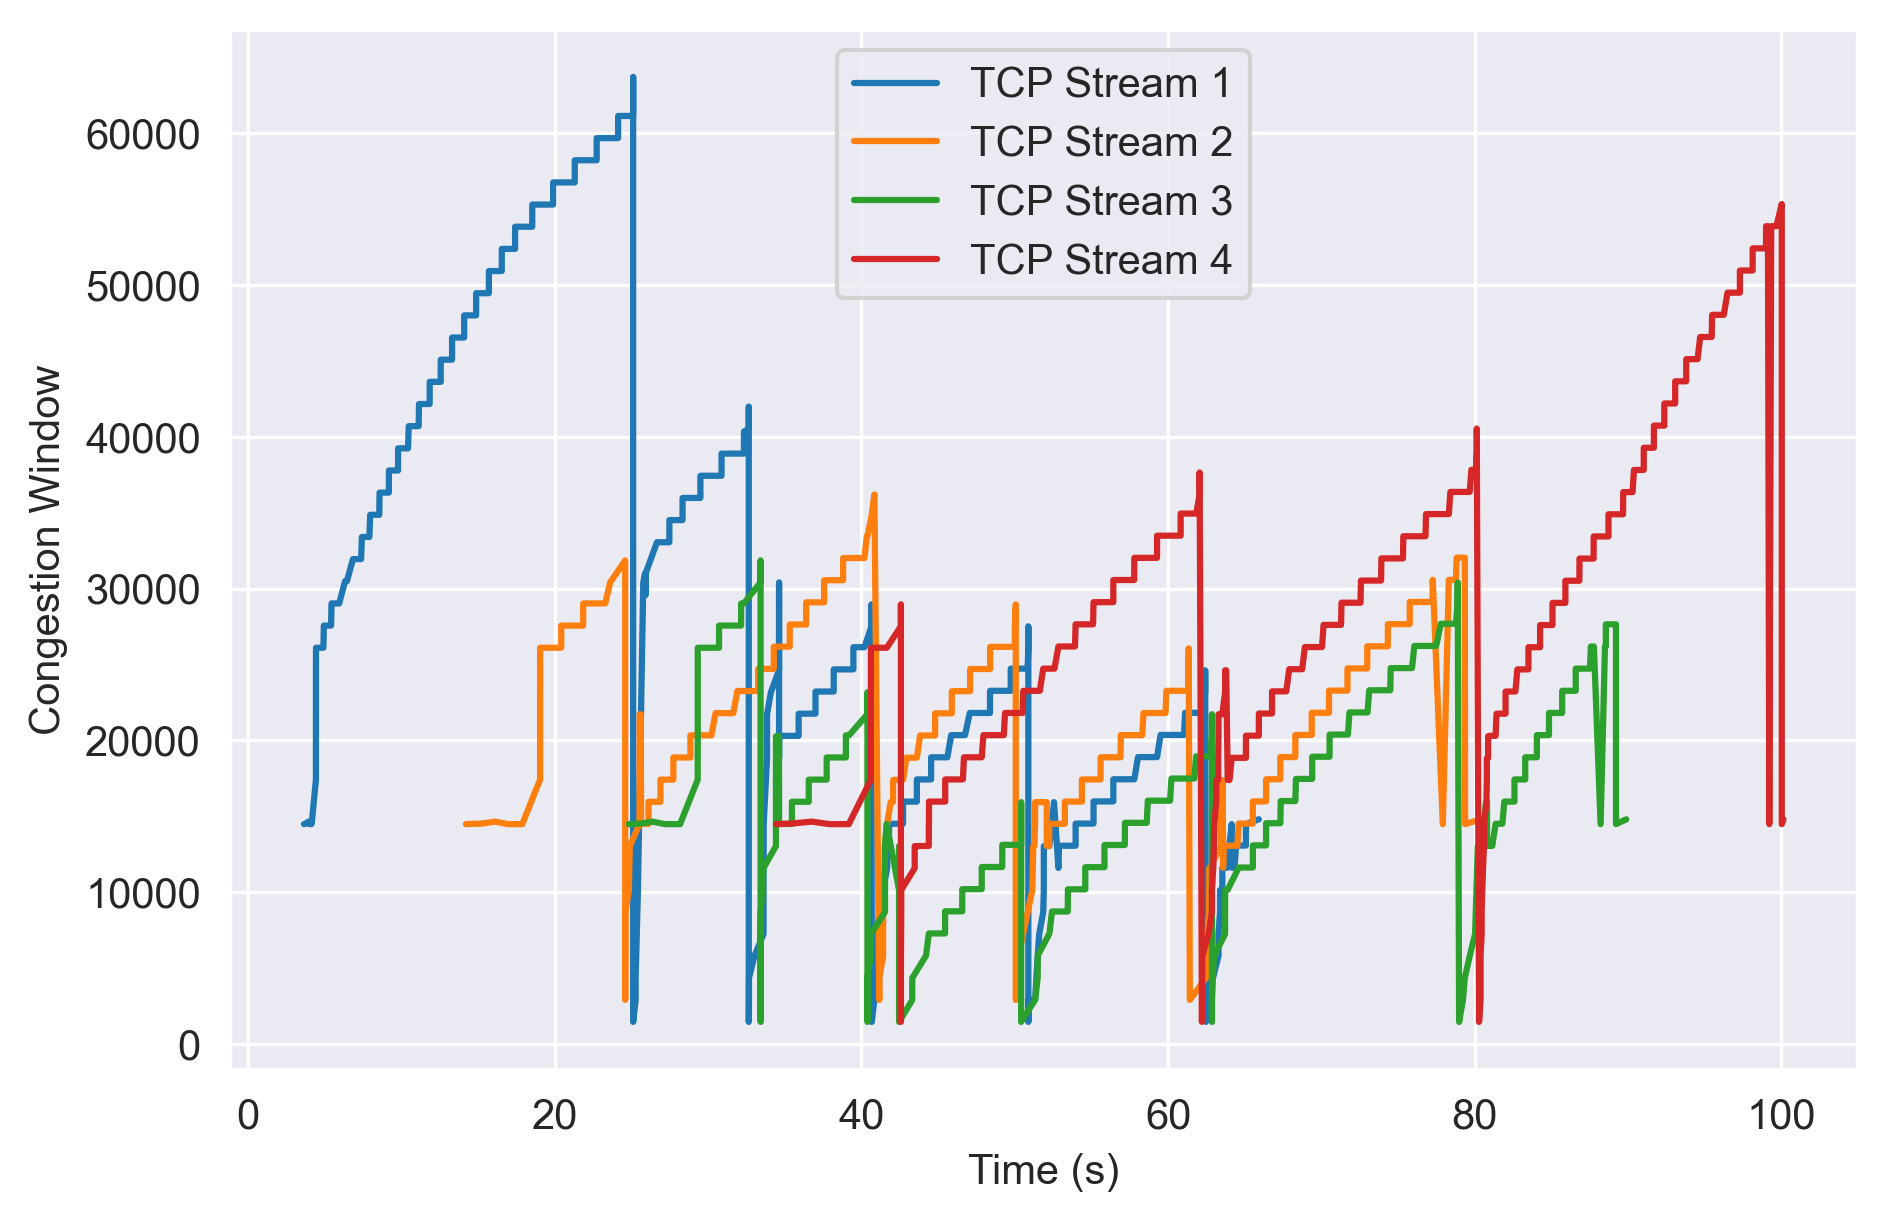 TCP Stream 1
TCP Stream 2
TCP Stream 3
TCP Stream 4
60000
50000
40000
30000
20000
10000
0
Congestion Window
0 20 40 60 80 100
Time (s)